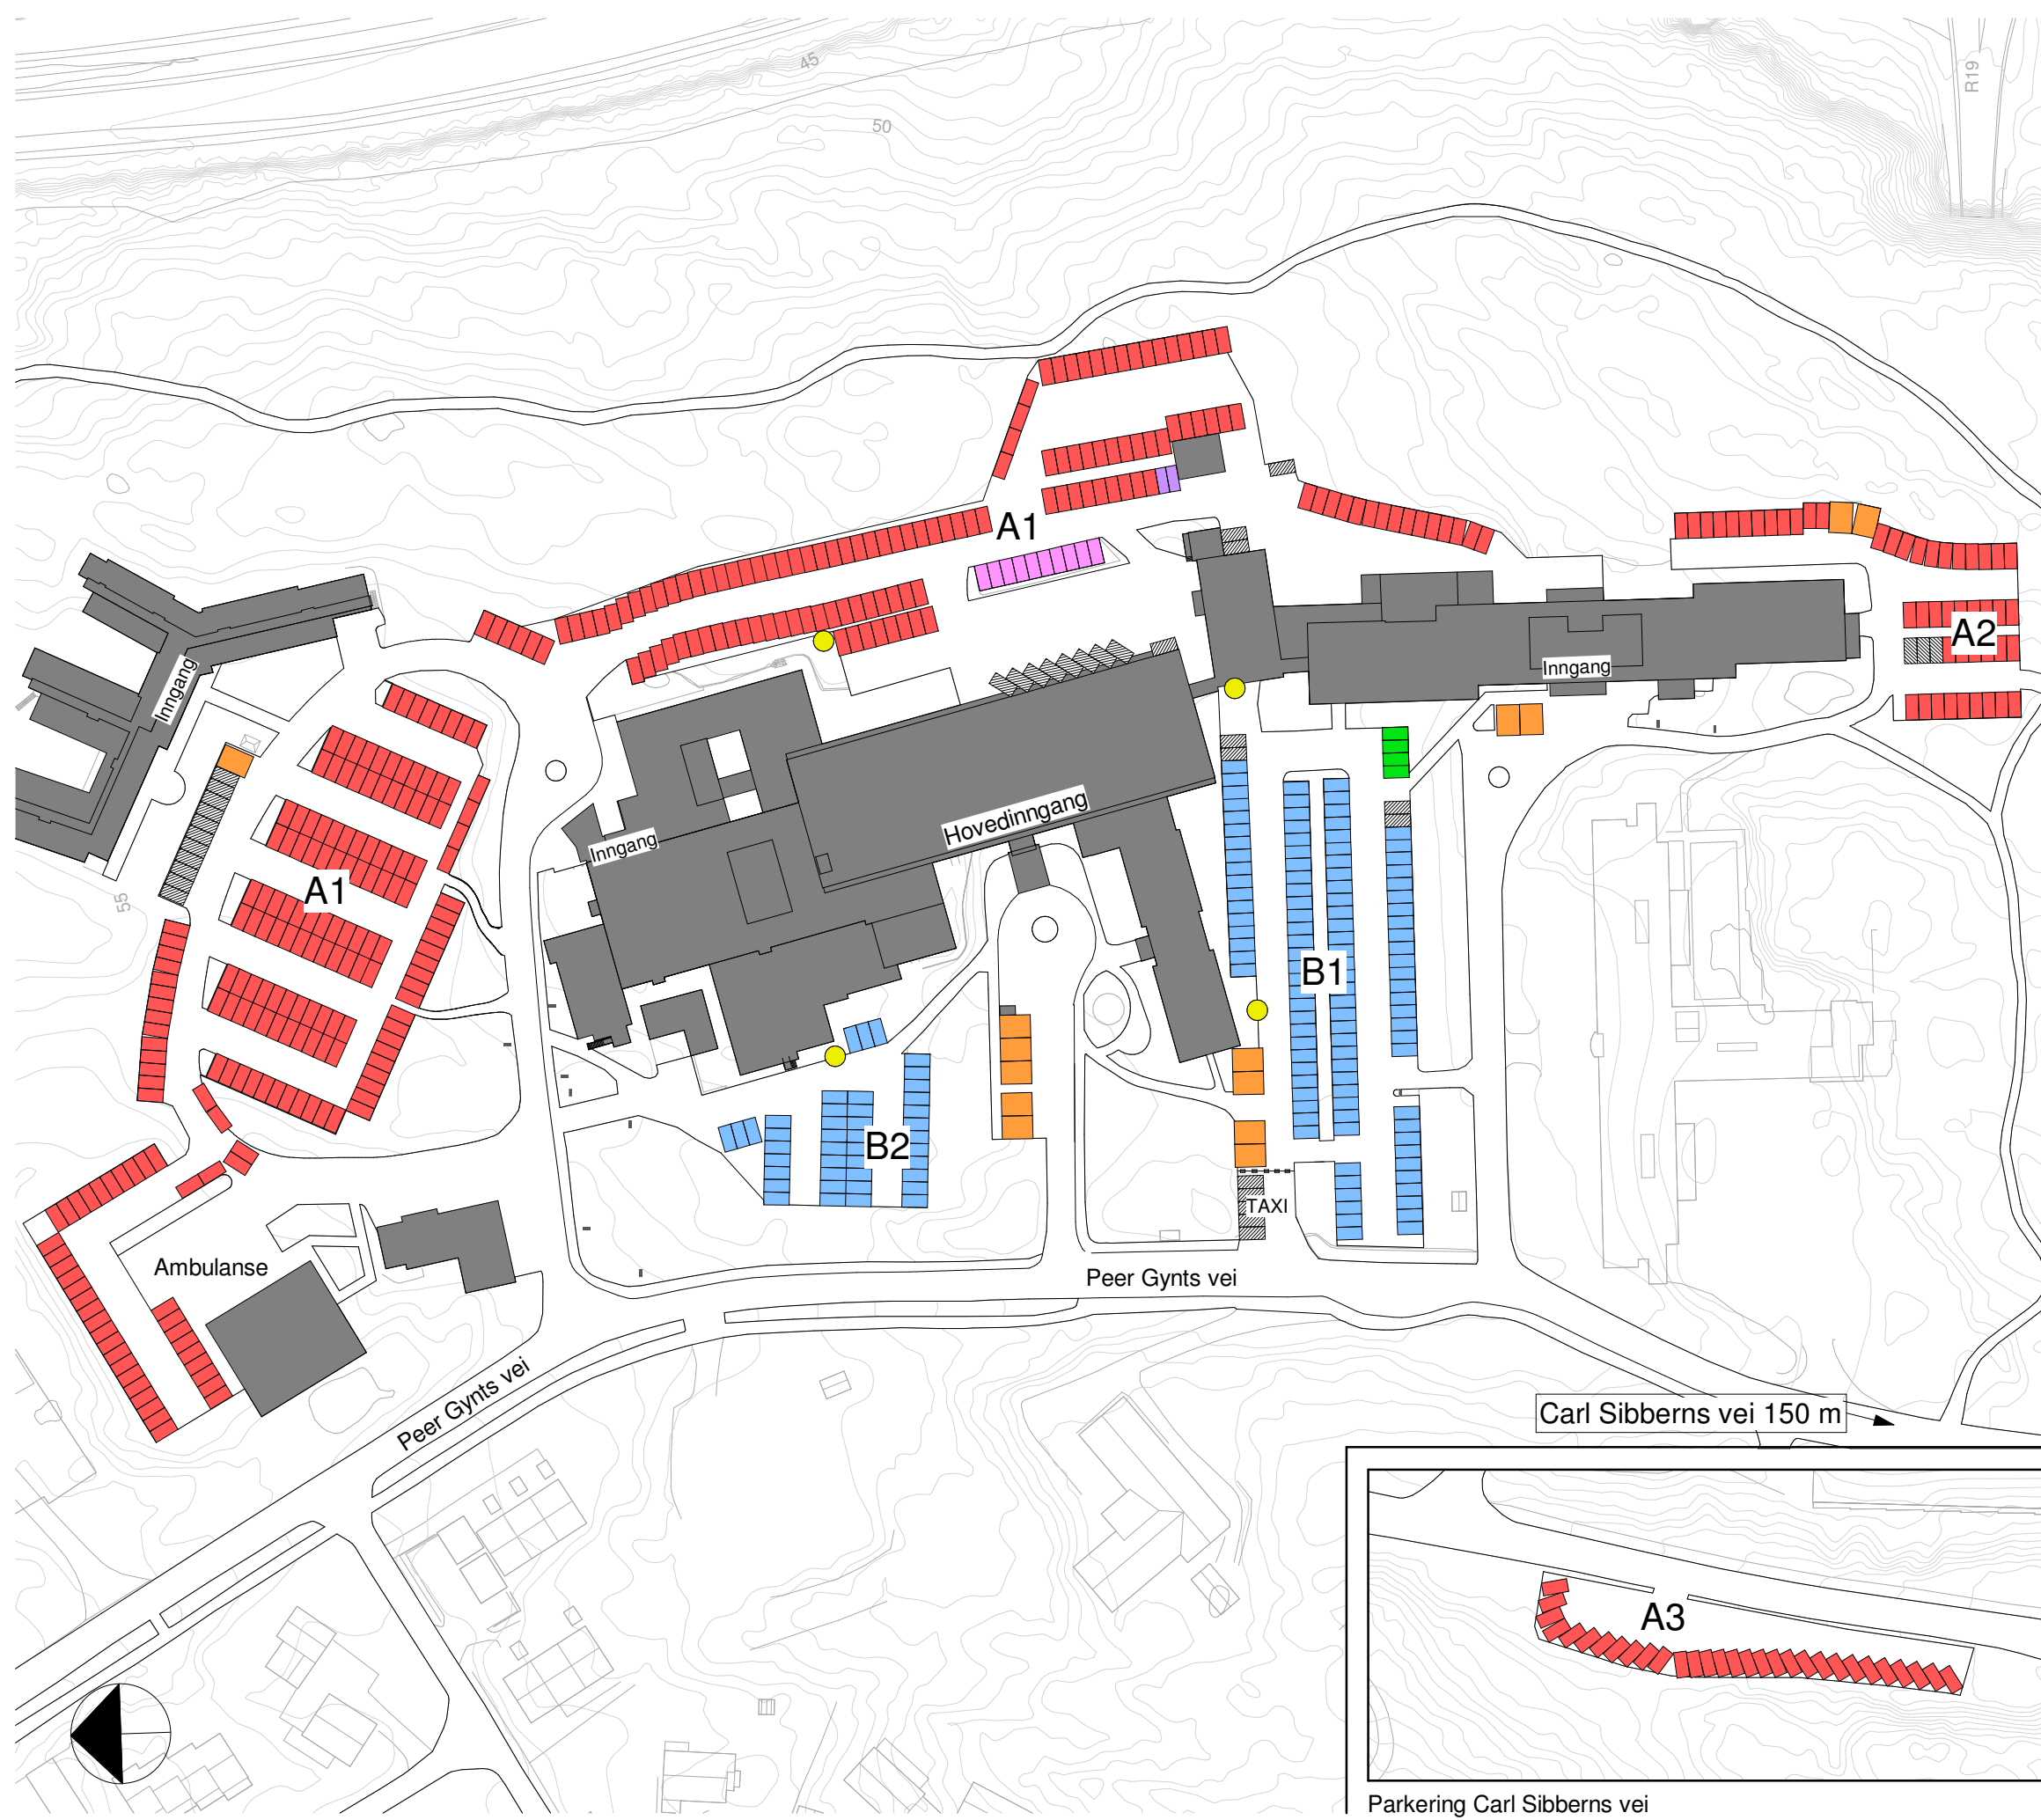 45
R19
50
A1
A2
Inngang
Inngang
Hovedinngang
Inngang
A1
55
B1
B2
TAXI
Ambulanse
Peer Gynts vei
Peer Gynts vei
Carl Sibberns vei 150 m
A3
Parkering Carl Sibberns vei